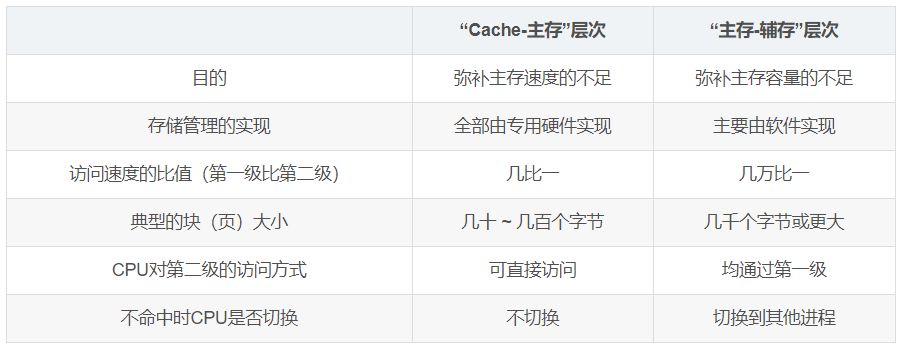 “Cache-主存”层次 “主存-辅存”层次
目的 弥补主存速度的不足 弥补主存容量的不足
存储管理的实现 全部由专用硬件实现 主要由软件实现
访问速度的比值（第一级比第二级） 几比一 几万比一
典型的块（页）大小 几十 ~ 几百个字节 几千个字节或更大
CPU对第二级的访问方式 可直接访问 均通过第一级
不命中时CPU是否切换 不切换 切换到其他进程